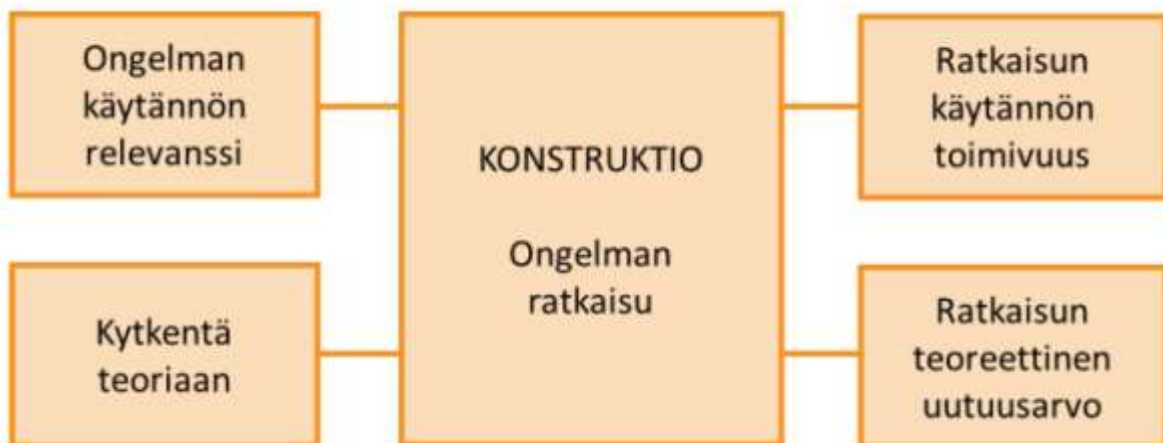 Ongelman
käytännön
relevanssi
Kytkentä
teoriaan
KONSTRUKTIO
Ongelman
ratkaisu
Ratkaisun
käytännön
toimivuus
Ratkaisun
teoreettinen
uutuusarvo